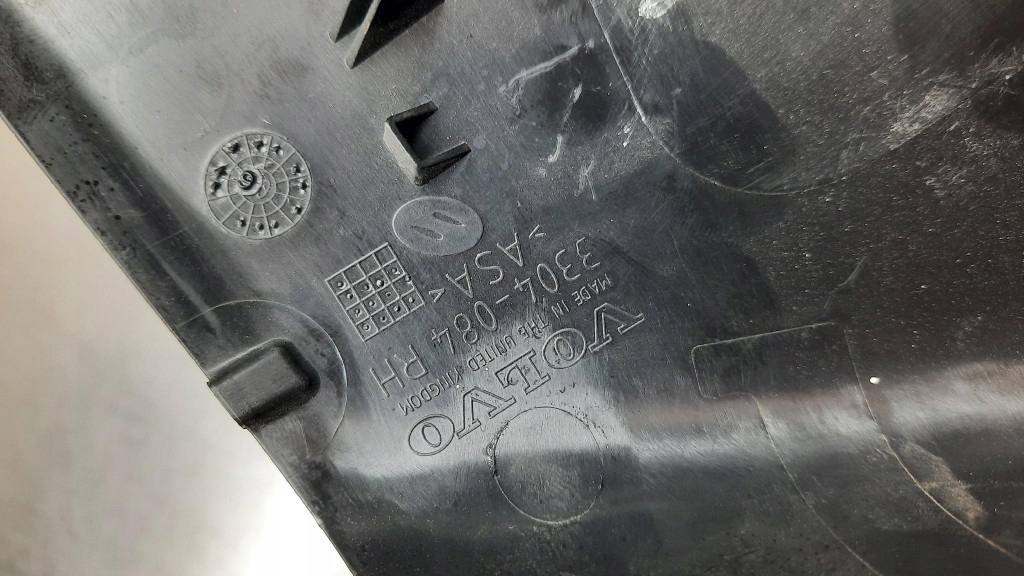 VOLVO
MADE IN THE UNITED KINGDOM
3304-084 RH
>ASA<